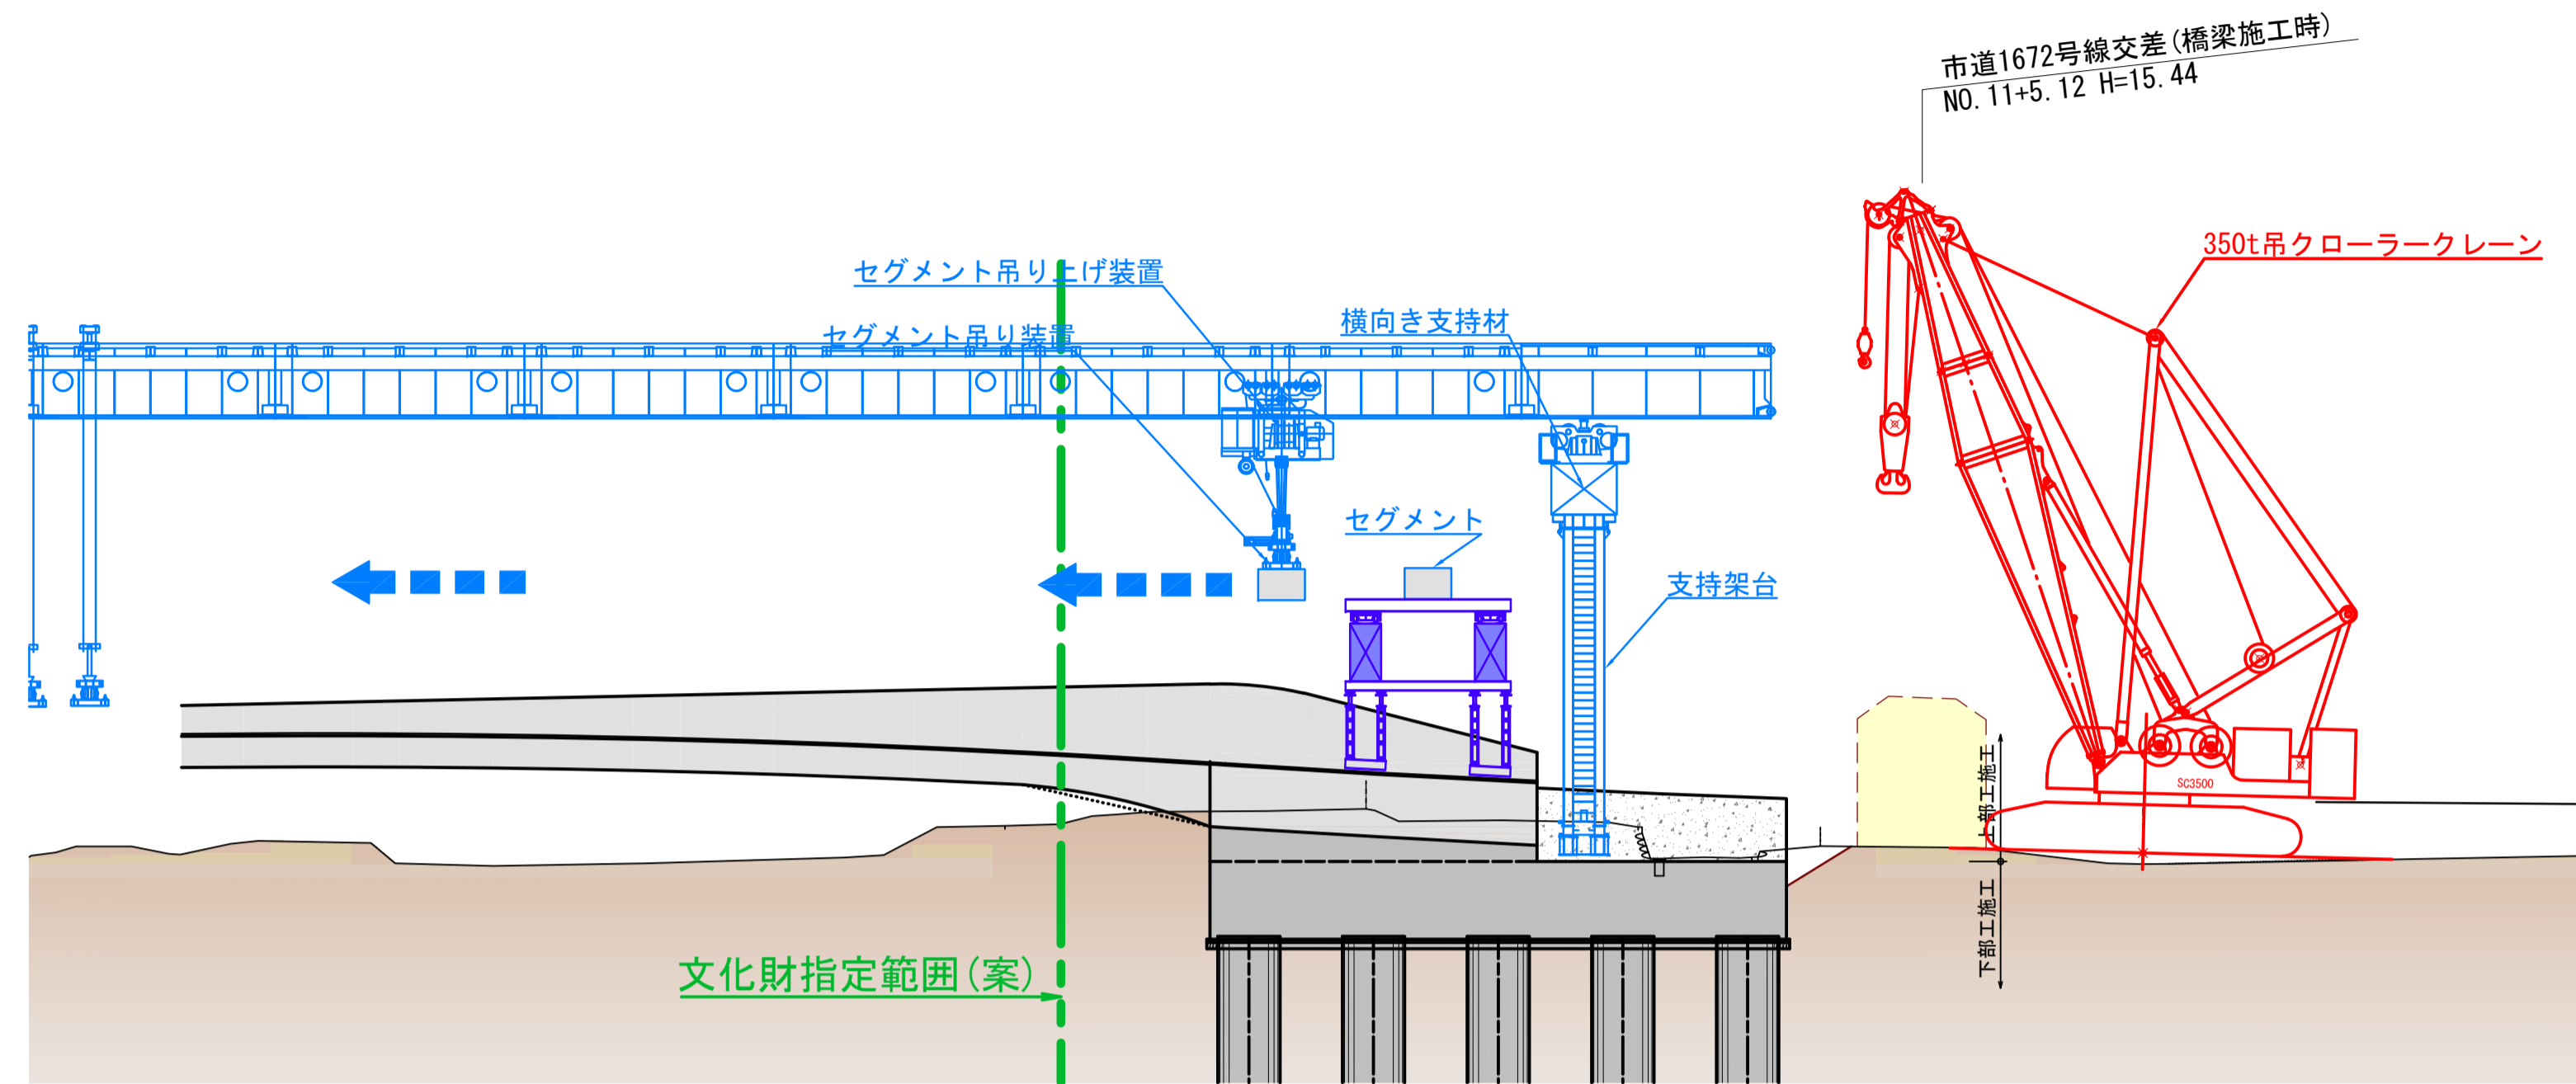 市道1672号線交差(橋梁施工時)
NO.11+5.12 H=15.44
350t吊クローラークレーン
セグメント吊り上げ装置
セグメント吊り装置
横向き支持材
セグメント
支持架台
上部工施工
下部工施工
SC3500
文化財指定範囲(案)